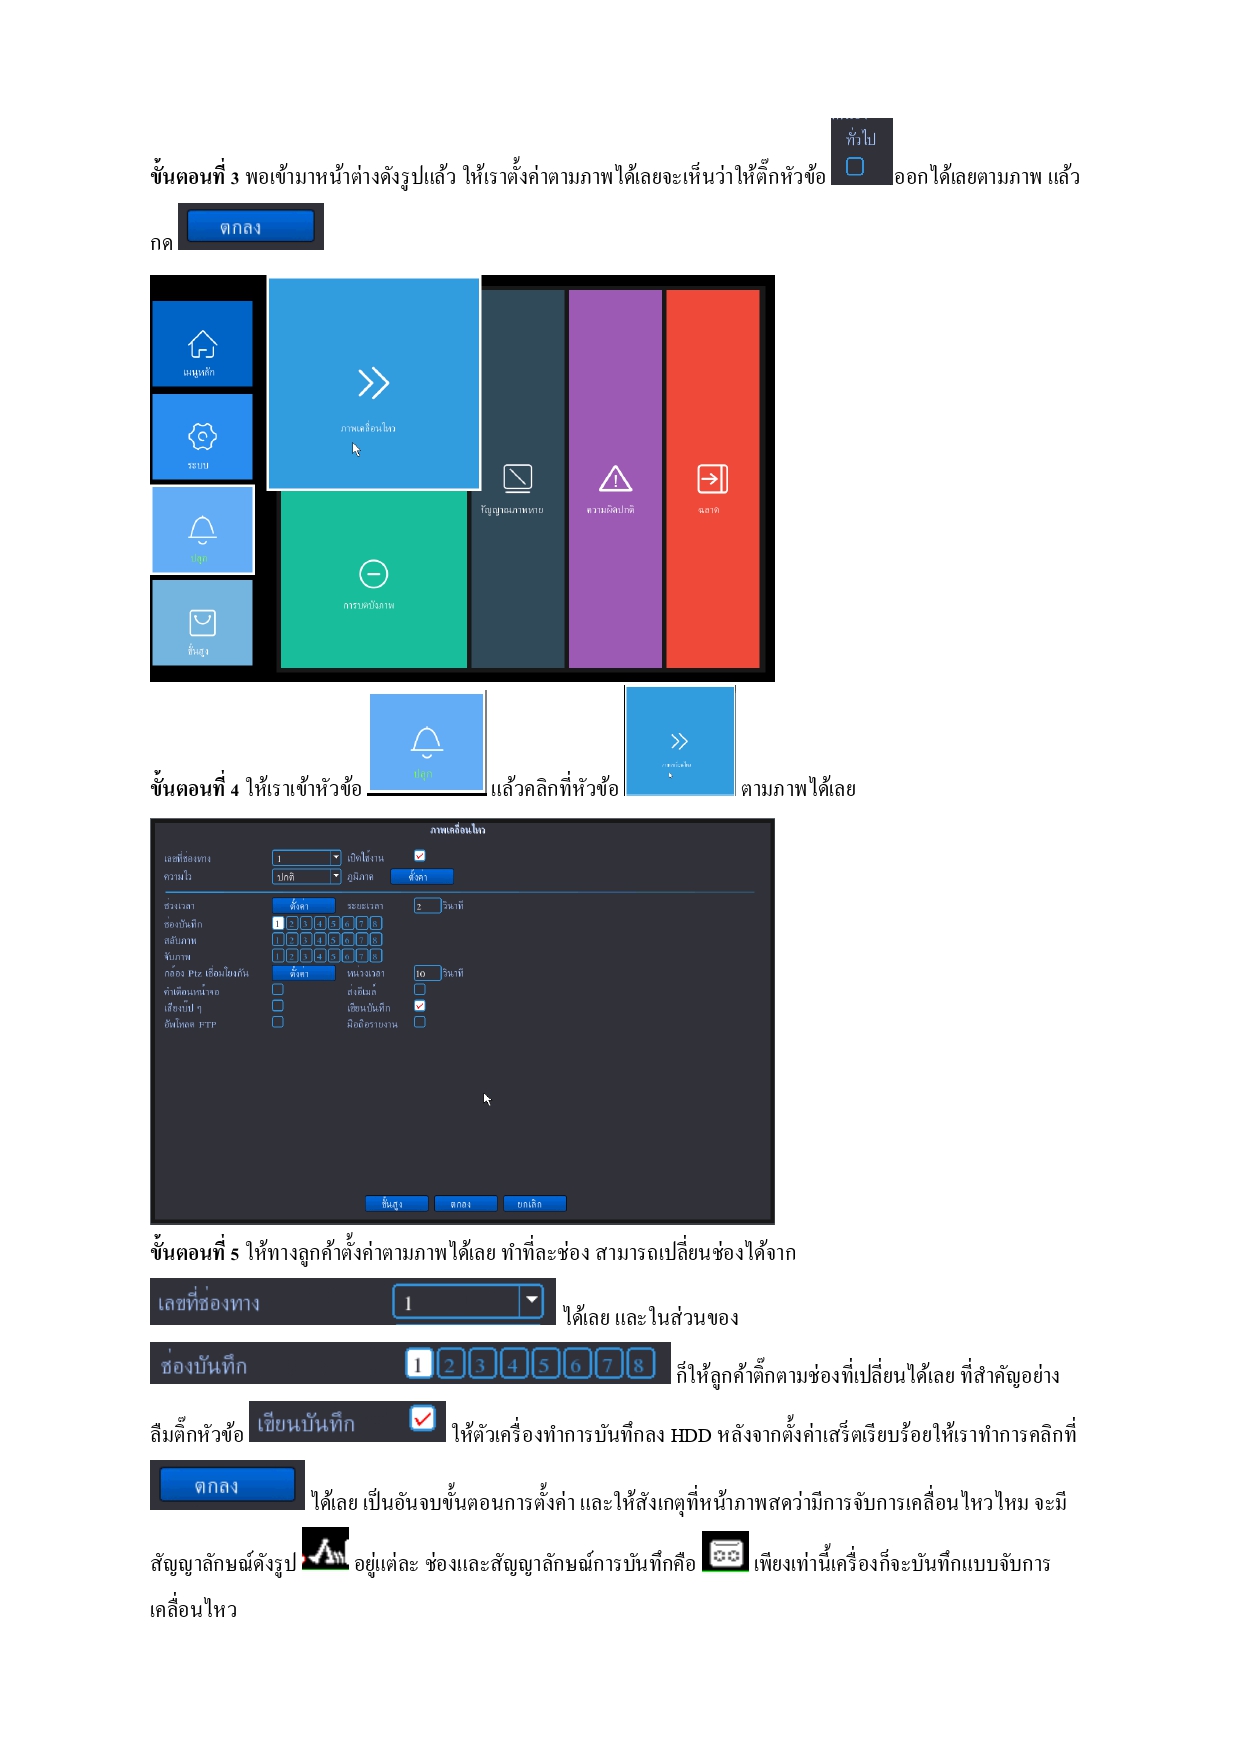 ทั่วไป
ขั้นตอนที่ 3 พอเข้ามาหน้าต่างดังรูปแล้ว ให้เราตั้งค่าตามภาพได้เลยจะเห็นว่าให้ติ๊กหัวข้อ ออกได้เลยตามภาพ แล้ว
กด ตกลง
เมนูหลัก
ระบบ
ปลุก
ขั้นสูง
ภาพเคลื่อนไหว
การบดบังภาพ
สัญญาณภาพหาย
ความผิดปกติ
ฉลาด
ขั้นตอนที่ 4 ให้เราเข้าหัวข้อ ปลุก แล้วคลิกที่หัวข้อ ภาพเคลื่อนไหว ตามภาพได้เลย
ภาพเคลื่อนไหว
เลขที่ช่องทาง 1 เปิดใช้งาน
ความไว ปกติ ภูมิภาค ตั้งค่า
ช่วงเวลา ตั้งค่า ระยะเวลา 2 วินาที
ช่องบันทึก 1 2 3 4 5 6 7 8
สลับภาพ 1 2 3 4 5 6 7 8
จับภาพ 1 2 3 4 5 6 7 8
กล้อง Ptz เชื่อมโยงกัน ตั้งค่า หน่วงเวลา 10 วินาที
คำเตือนหน้าจอ ส่งอีเมล์
เสียงบี๊ป ๆ เขียนบันทึก
อัพโหลด FTP มือถือรายงาน
ขั้นสูง ตกลง ยกเลิก
ขั้นตอนที่ 5 ให้ทางลูกค้าตั้งค่าตามภาพได้เลย ทำที่ละช่อง สามารถเปลี่ยนช่องได้จาก
เลขที่ช่องทาง 1 ได้เลย และในส่วนของ
ช่องบันทึก 1 2 3 4 5 6 7 8 ก็ให้ลูกค้าติ๊กตามช่องที่เปลี่ยนได้เลย ที่สำคัญอย่าง
ลืมติ๊กหัวข้อ เขียนบันทึก ให้ตัวเครื่องทำการบันทึกลง HDD หลังจากตั้งค่าเสร็ตเรียบร้อยให้เราทำการคลิกที่
ตกลง ได้เลย เป็นอันจบขั้นตอนการตั้งค่า และให้สังเกตุที่หน้าภาพสดว่ามีการจับการเคลื่อนไหวไหม จะมี
สัญญาลักษณ์ดังรูป อยู่แต่ละ ช่องและสัญญาลักษณ์การบันทึกคือ เพียงเท่านี้เครื่องก็จะบันทึกแบบจับการ
เคลื่อนไหว